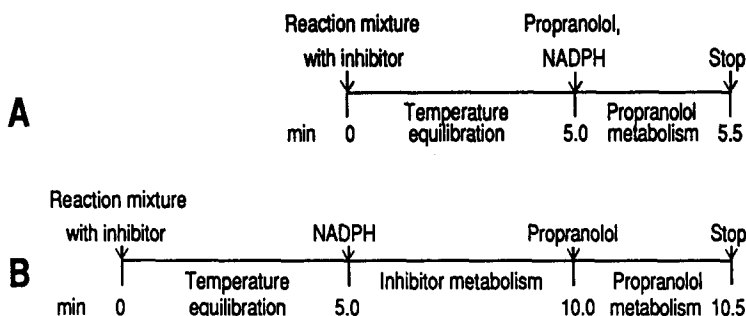 Reaction mixture
with inhibitor
Propranolol,
NADPH
Stop
A
Temperature
equilibration
Propranolol
metabolism
min 0 5.0 5.5
Reaction mixture
with inhibitor
NADPH
Propranolol
Stop
B
Temperature
equilibration
Inhibitor metabolism
Propranolol
metabolism
min 0 5.0 10.0 10.5